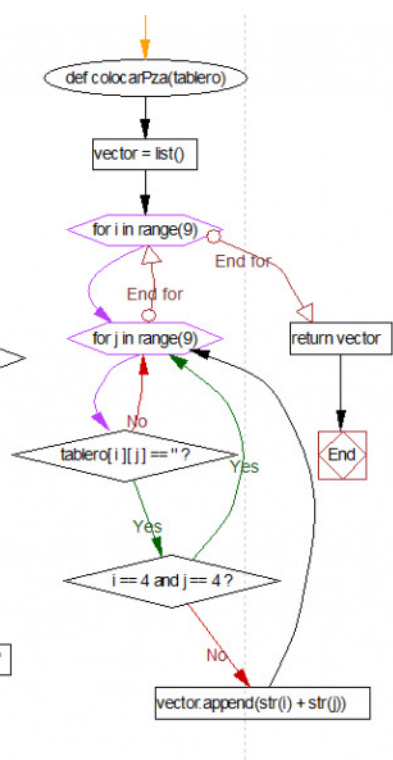 def colocarPza(tablero)
vector = list()
for i in range(9)
End for
End for
for j in range(9)
return vector
No
tablero[ i ][ j ] == '' ?
End
Yes
Yes
i == 4 and j == 4 ?
No
vector.append(str(i) + str(j))